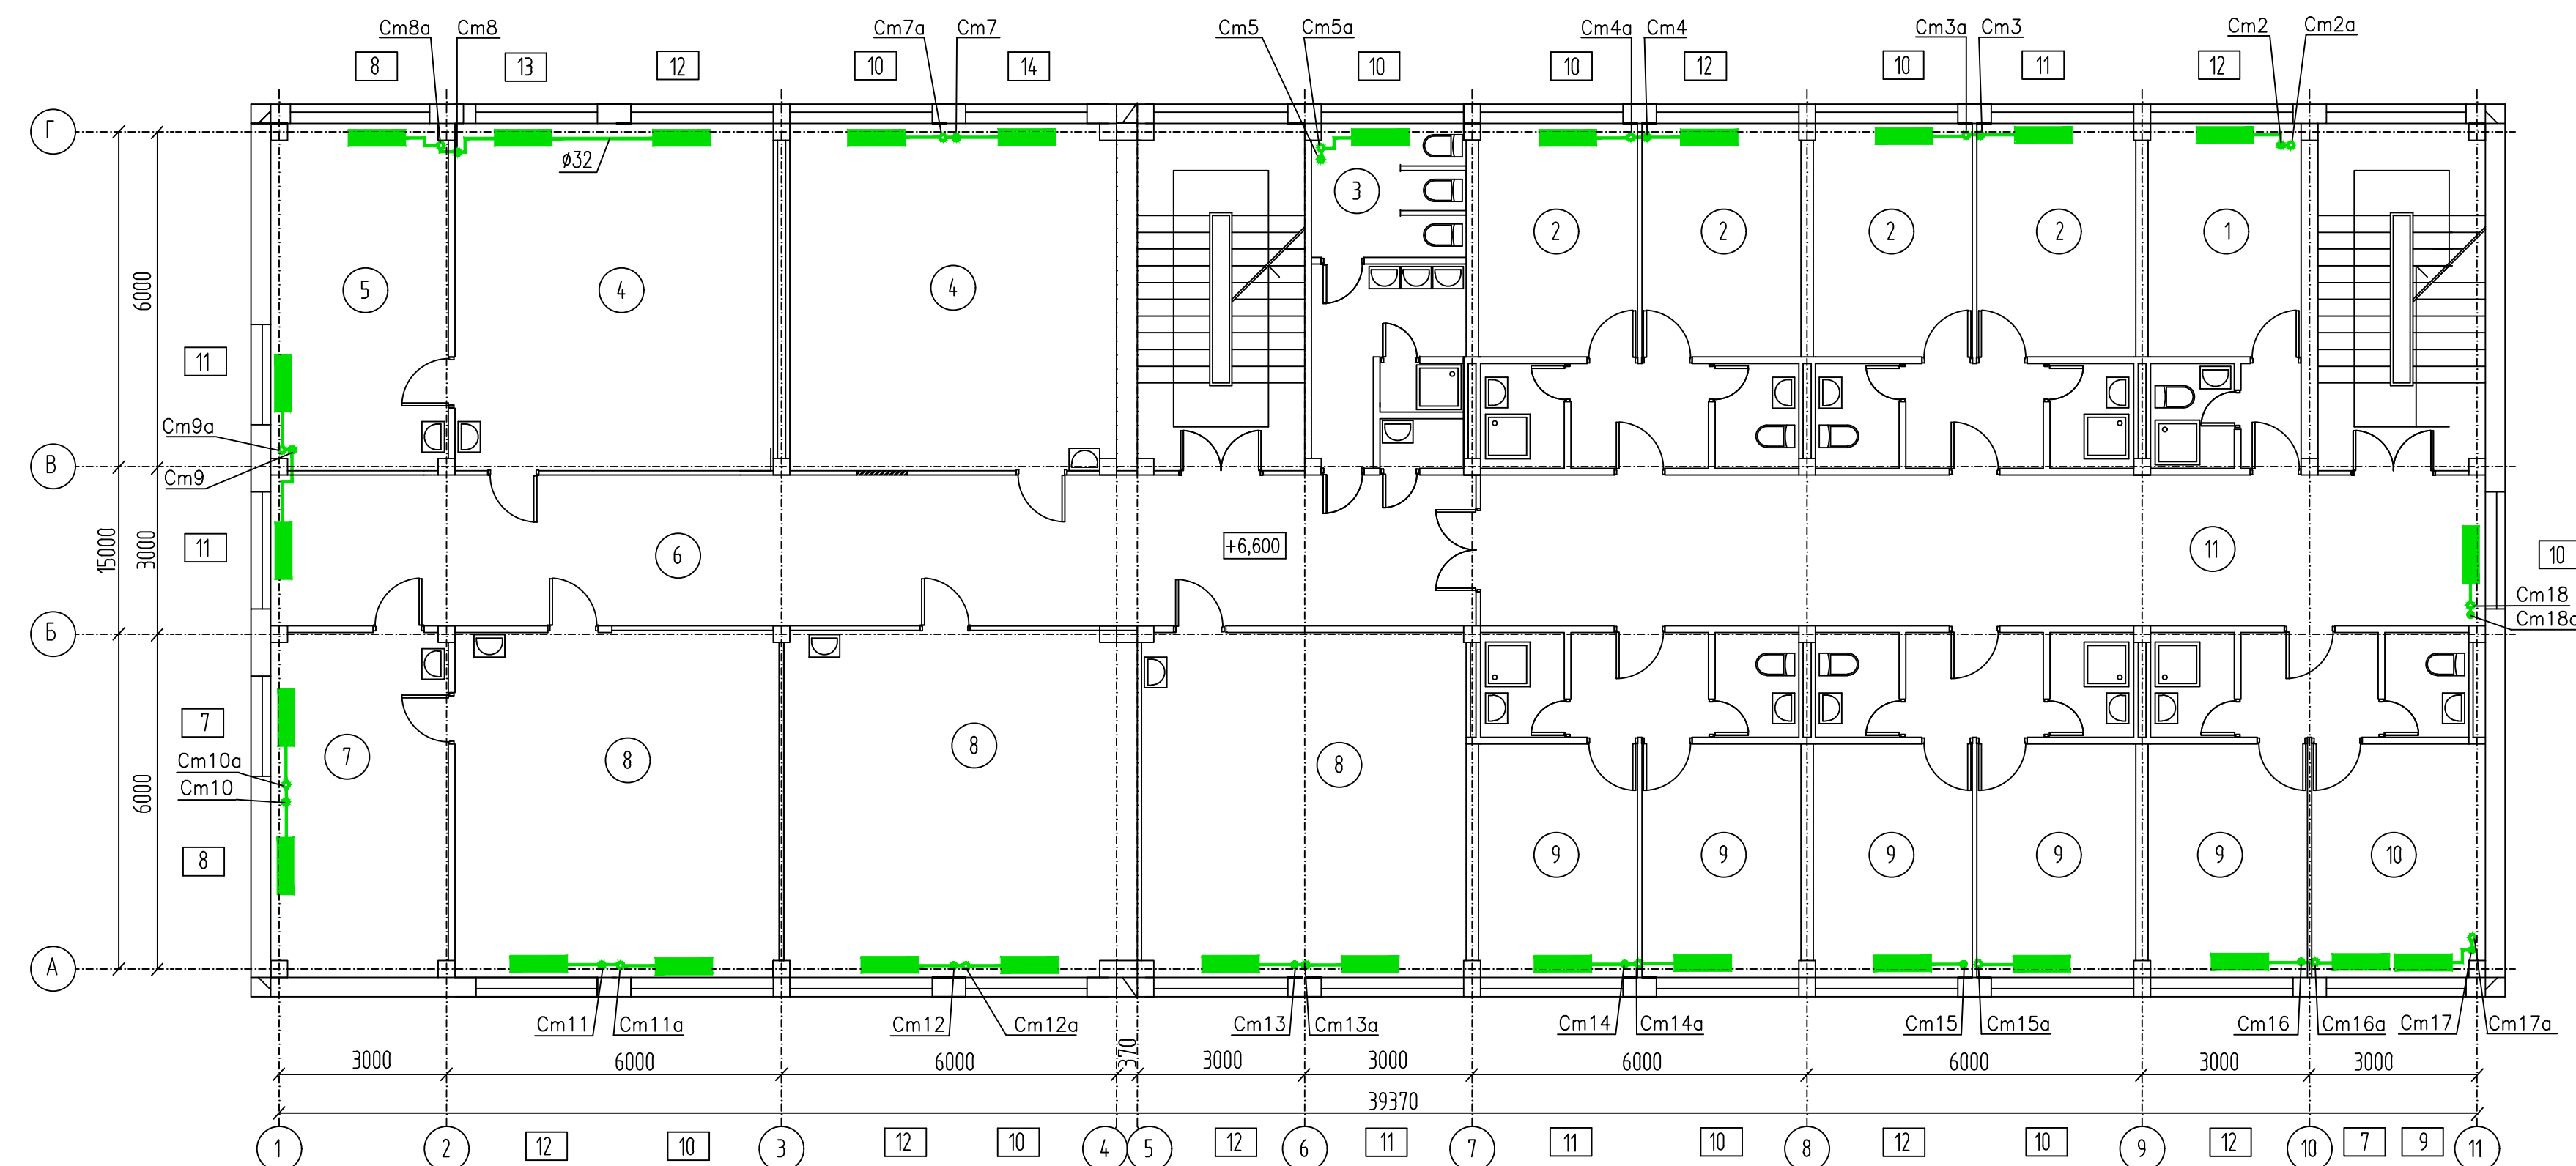 Ст8а Ст8 Ст7а Ст7 Ст5 Ст5а Ст4а Ст4 Ст3а Ст3 Ст2 Ст2а
8 13 12 10 14 10 10 12 10 11 12
Г
ø32
3
2 2 2 2 1
5 4 4
6000
11
Ст9а
В
Ст9
15000 3000
11 6 +6,600 11 10
Ст18
Ст18а
Б
7
Ст10а
Ст10
7 8 8 8
6000
8
9 9 9 9 9 10
А
Ст11 Ст11а Ст12 Ст12а Ст13 Ст13а Ст14 Ст14а Ст15 Ст15а Ст16 Ст16а Ст17 Ст17а
3000 6000 6000 370 3000 3000 6000 6000 3000 3000
39370
1 2 12 10 3 12 10 4 5 12 6 11 7 11 10 8 12 10 9 12 10 7 9 11